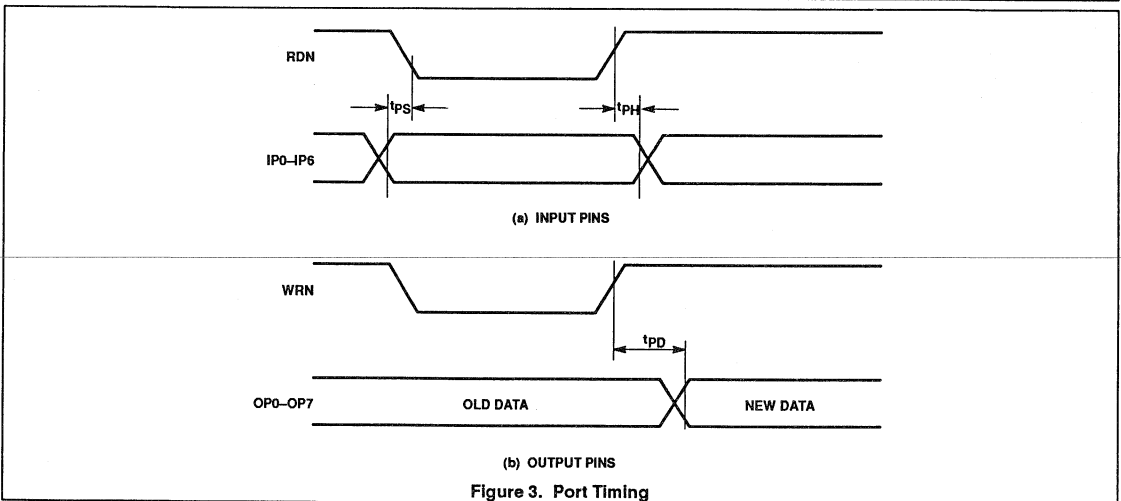 RDN
tPS
tPH
IP0–IP6
(a) INPUT PINS
WRN
tPD
OP0–OP7
OLD DATA
NEW DATA
(b) OUTPUT PINS
Figure 3. Port Timing